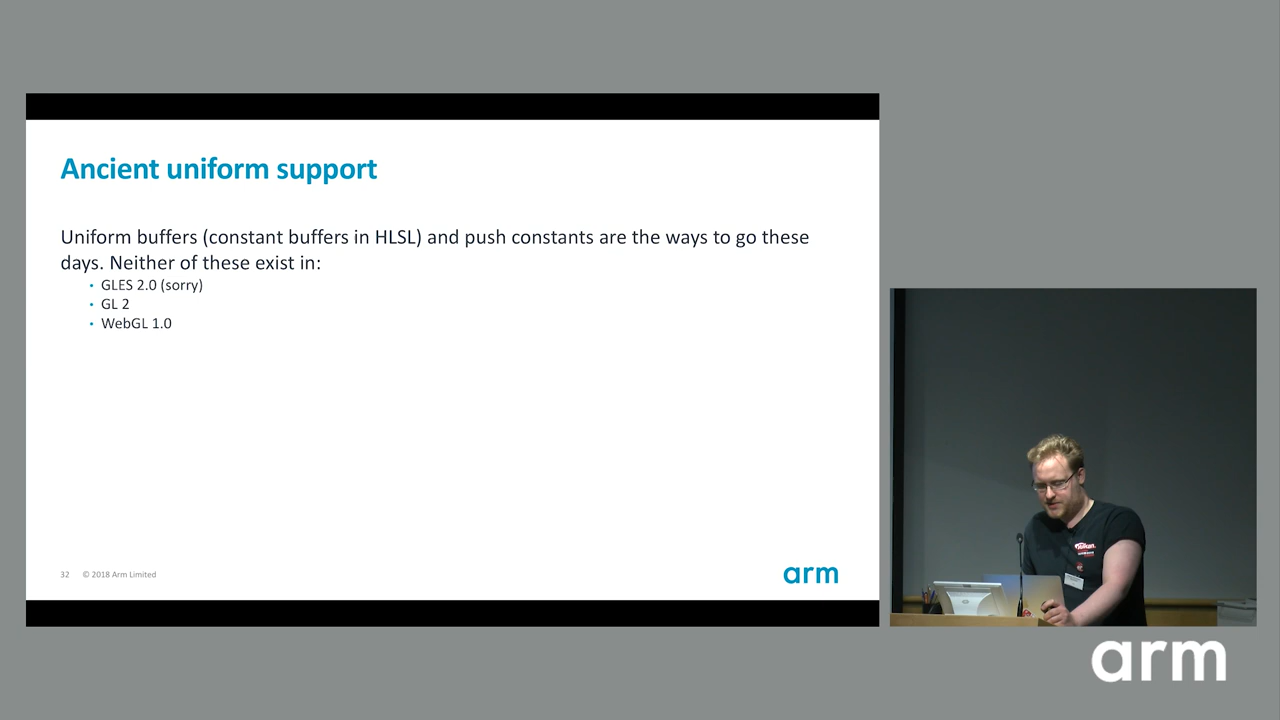 Ancient uniform support
Uniform buffers (constant buffers in HLSL) and push constants are the ways to go these
days. Neither of these exist in:
• GLES 2.0 (sorry)
• GL 2
• WebGL 1.0
32 © 2018 Arm Limited
arm
Vulkan.
arm